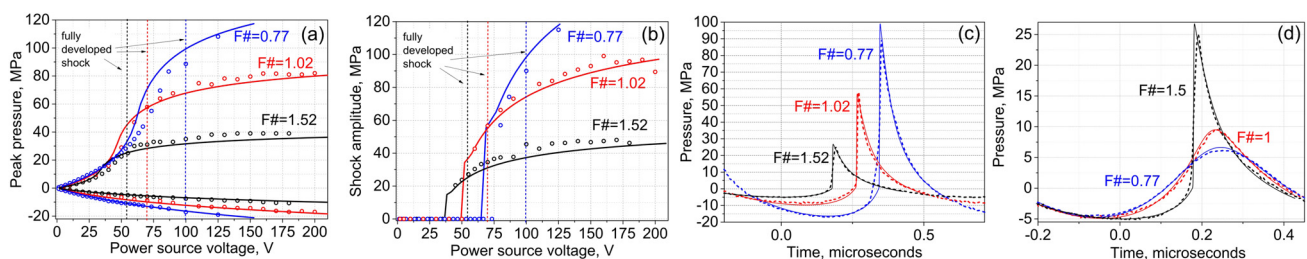 120
100
80
60
40
20
0
-20
Peak pressure, MPa
fully
developed
shock
(a)
F#=0.77
F#=1.02
F#=1.52
0 25 50 75 100 125 150 175 200
Power source voltage, V
120
100
80
60
40
20
0
Shock amplitude, MPa
fully
developed
shock
F#=0.77
(b)
F#=1.02
F#=1.52
0 25 50 75 100 125 150 175 200
Power source voltage, V
100
90
80
70
60
50
40
30
20
10
0
-10
-20
Pressure, MPa
(c)
F#=0.77
F#=1.02
F#=1.52
0.0 0.5
Time, microseconds
25
20
15
10
5
0
-5
Pressure, MPa
(d)
F#=1.5
F#=1
F#=0.77
-0.2 0.0 0.2 0.4
Time, microseconds